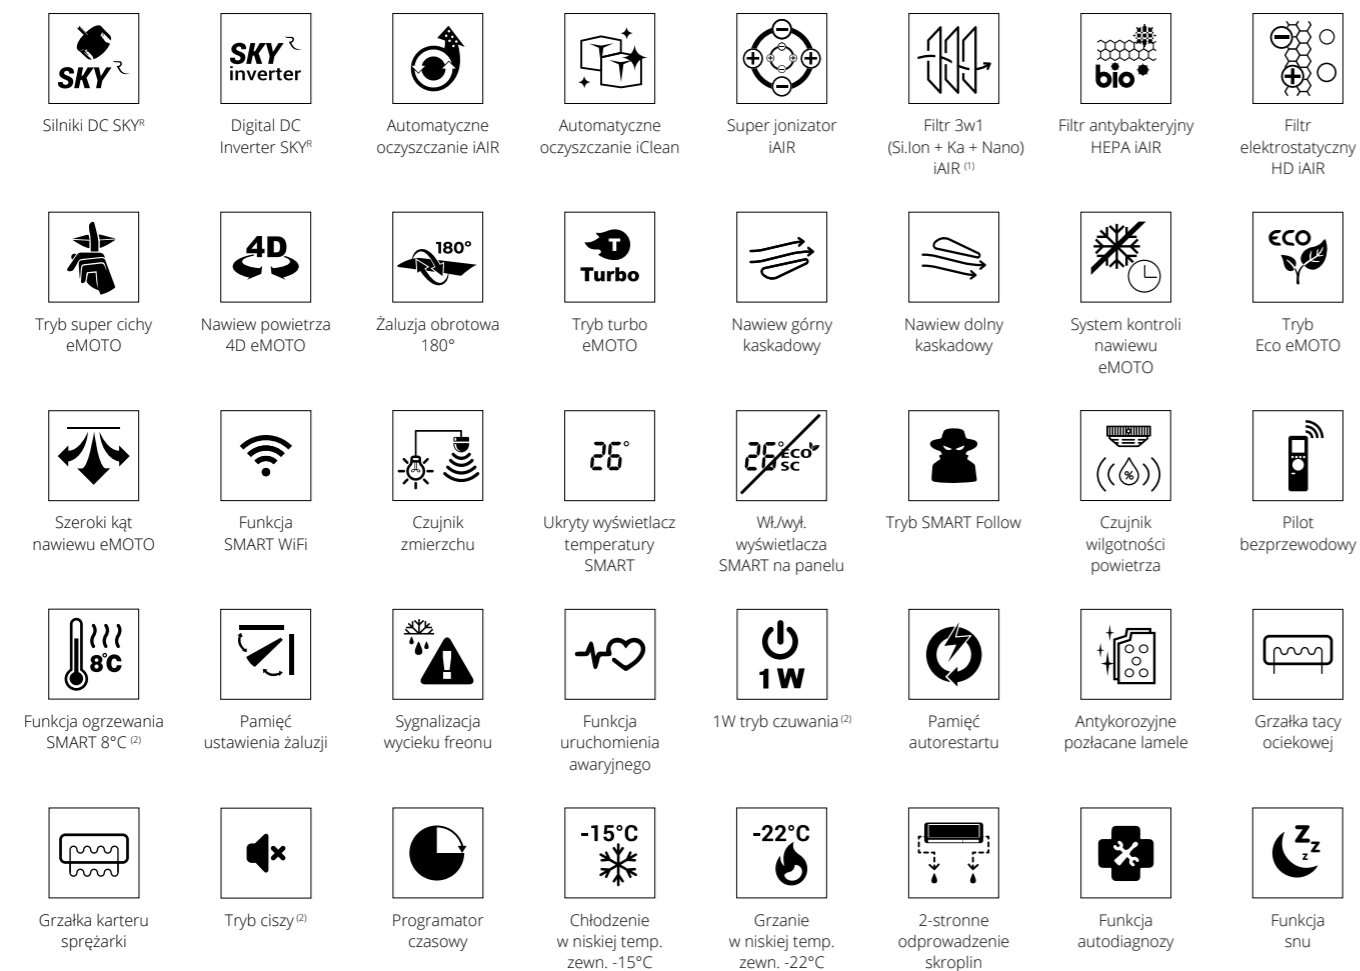 SKY R
SKY R
inverter
bio
Silniki DC SKYᴿ
Digital DC
Inverter SKYᴿ
Automatyczne
oczyszczanie iAIR
Automatyczne
oczyszczanie iClean
Super jonizator
iAIR
Filtr 3w1
(Si.Ion + Ka + Nano)
iAIR (1)
Filtr antybakteryjny
HEPA iAIR
Filtr
elektrostatyczny
HD iAIR
4D
180°
T
Turbo
ECO
Tryb super cichy
eMOTO
Nawiew powietrza
4D eMOTO
Żaluzja obrotowa
180°
Tryb turbo
eMOTO
Nawiew górny
kaskadowy
Nawiew dolny
kaskadowy
System kontroli
nawiewu
eMOTO
Tryb
Eco eMOTO
26°
26° ECO
SC
%
Szeroki kąt
nawiewu eMOTO
Funkcja
SMART WiFi
Czujnik
zmierzchu
Ukryty wyświetlacz
temperatury
SMART
Wł./wył.
wyświetlacza
SMART na panelu
Tryb SMART Follow
Czujnik
wilgotności
powietrza
Pilot
bezprzewodowy
8°C
1W
Funkcja ogrzewania
SMART 8°C (2)
Pamięć
ustawienia żaluzji
Sygnalizacja
wycieku freonu
Funkcja
uruchomienia
awaryjnego
1W tryb czuwania (2)
Pamięć
autorestartu
Antykorozyjne
pozłacane lamele
Grzałka tacy
ociekowej
-15°C
-22°C
Z z z
Grzałka karteru
sprężarki
Tryb ciszy (2)
Programator
czasowy
Chłodzenie
w niskiej temp.
zewn. -15°C
Grzanie
w niskiej temp.
zewn. -22°C
2-stronne
odprowadzenie
skroplin
Funkcja
autodiagnozy
Funkcja
snu